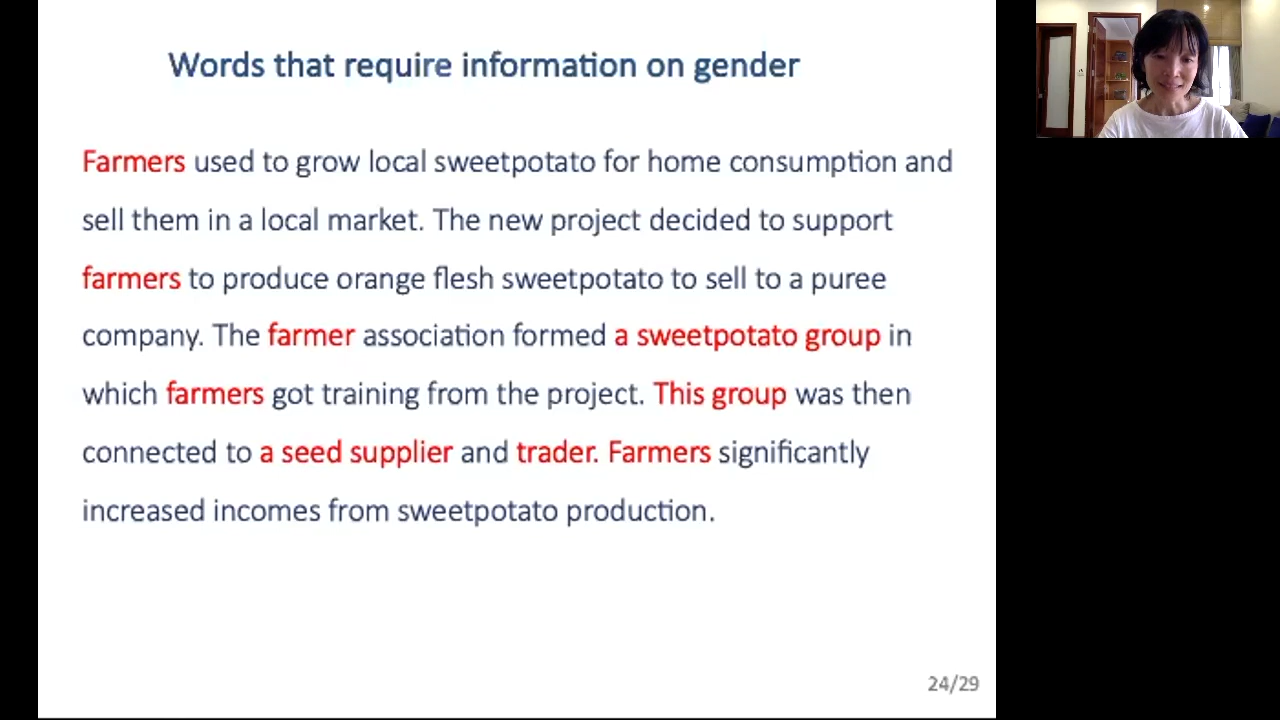 Words that require information on gender
Farmers used to grow local sweetpotato for home consumption and
sell them in a local market. The new project decided to support
farmers to produce orange flesh sweetpotato to sell to a puree
company. The farmer association formed a sweetpotato group in
which farmers got training from the project. This group was then
connected to a seed supplier and trader. Farmers significantly
increased incomes from sweetpotato production.
24/29